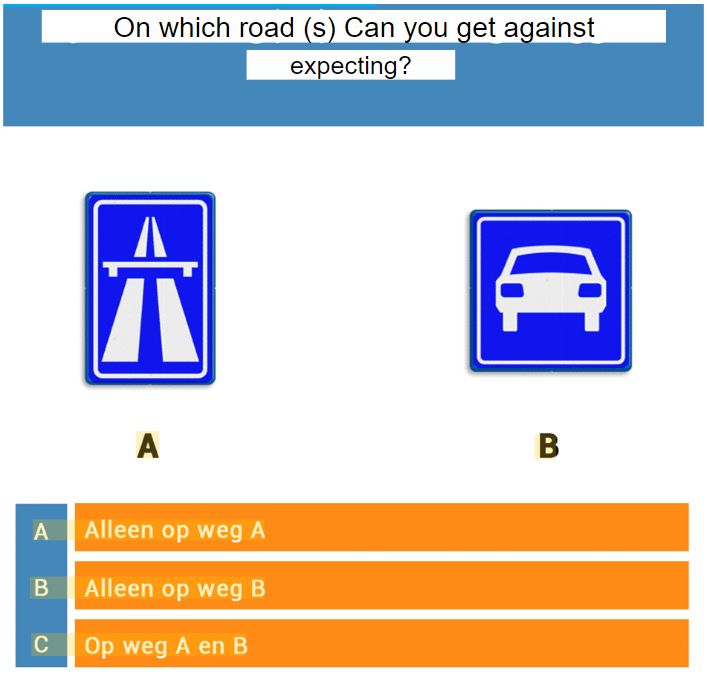 On which road (s) Can you get against
expecting?
A
B
A Alleen op weg A
B Alleen op weg B
C Op weg A en B